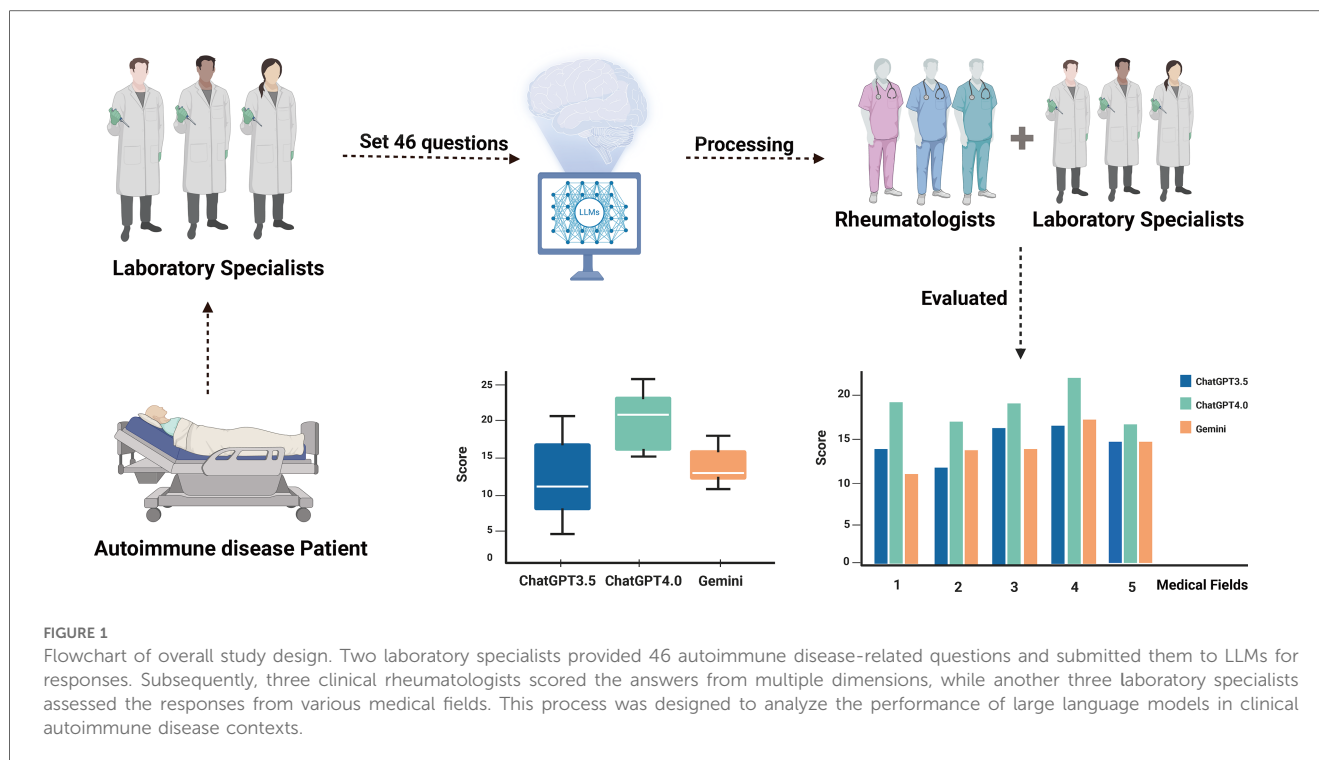 Set 46 questions
LLMs
Processing
Laboratory Specialists
Rheumatologists
Laboratory Specialists
Evaluated
Autoimmune disease Patient
Score
25
20
15
10
5
0
ChatGPT3.5 ChatGPT4.0 Gemini
Score
20
15
10
5
0
1 2 3 4 5 Medical Fields
ChatGPT3.5
ChatGPT4.0
Gemini
FIGURE 1
Flowchart of overall study design. Two laboratory specialists provided 46 autoimmune disease-related questions and submitted them to LLMs for
responses. Subsequently, three clinical rheumatologists scored the answers from multiple dimensions, while another three laboratory specialists
assessed the responses from various medical fields. This process was designed to analyze the performance of large language models in clinical
autoimmune disease contexts.